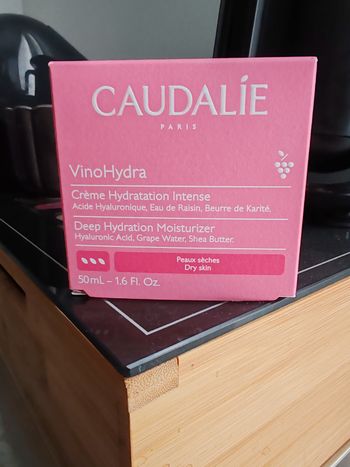 CAUDALÍE
PARIS
VinoHydra
Crème Hydratation Intense
Acide Hyaluronique, Eau de Raisin, Beurre de Karité.
Deep Hydration Moisturizer
Hyaluronic Acid, Grape Water, Shea Butter.
Peaux sèches
Dry skin
50mL – 1.6 Fl. Oz.